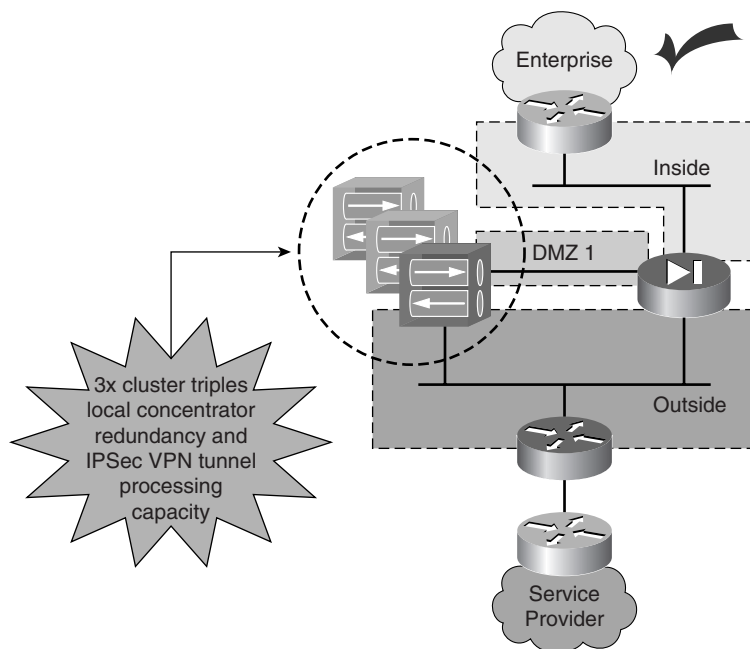 Enterprise
Inside
DMZ 1
3x cluster triples
local concentrator
redundancy and
IPSec VPN tunnel
processing
capacity
Outside
Service
Provider